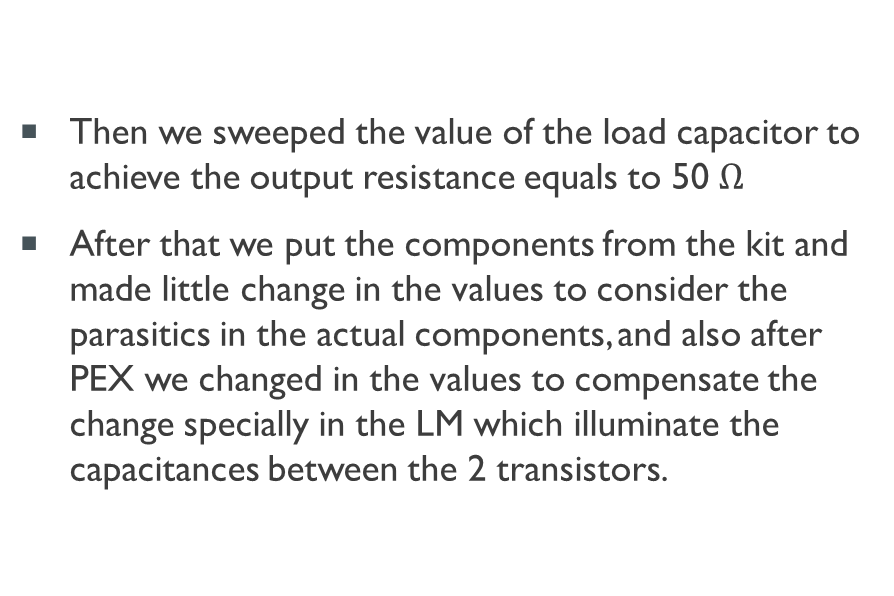 ▪ Then we sweeped the value of the load capacitor to
achieve the output resistance equals to 50 Ω
▪ After that we put the components from the kit and
made little change in the values to consider the
parasitics in the actual components, and also after
PEX we changed in the values to compensate the
change specially in the LM which illuminate the
capacitances between the 2 transistors.